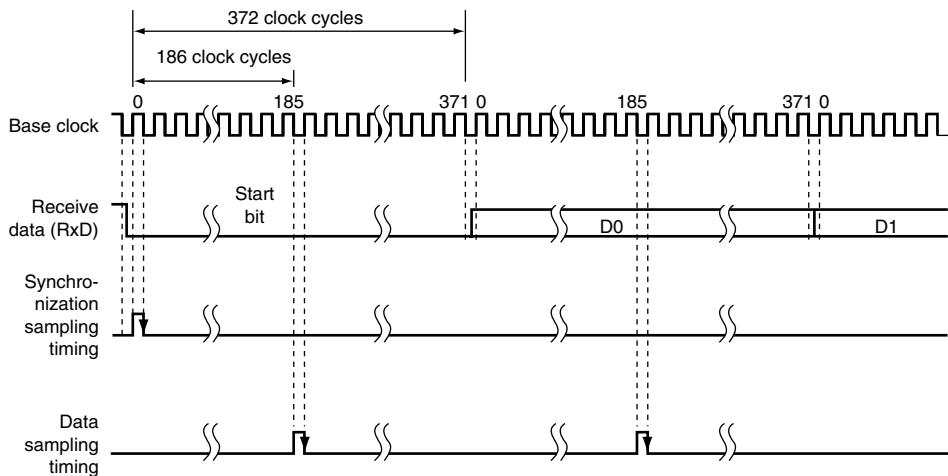 372 clock cycles
186 clock cycles
0 185 371 0 185 371 0
Base clock
Receive
data (RxD)
Start
bit
D0 D1
Synchro-
nization
sampling
timing
Data
sampling
timing